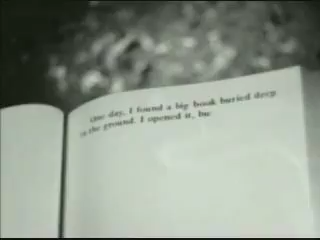 One day, I found a big book buried deep
in the ground. I opened it, bu